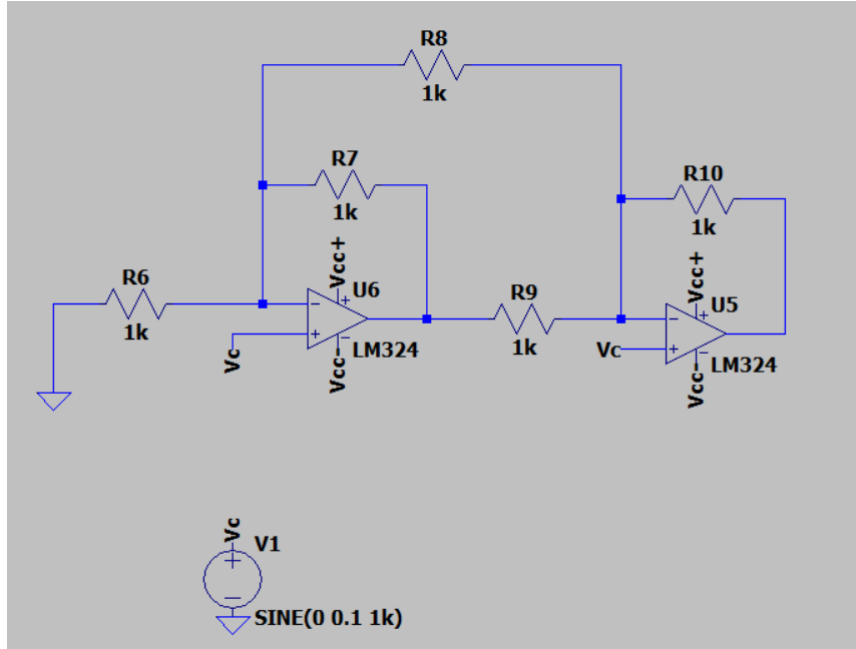 R8
1k
R7
1k
R10
1k
Vcc+
Vcc+
R6
1k
U6
U5
R9
1k
Vc
Vc
LM324
LM324
Vcc-
Vcc-
Vc
V1
SINE(0 0.1 1k)